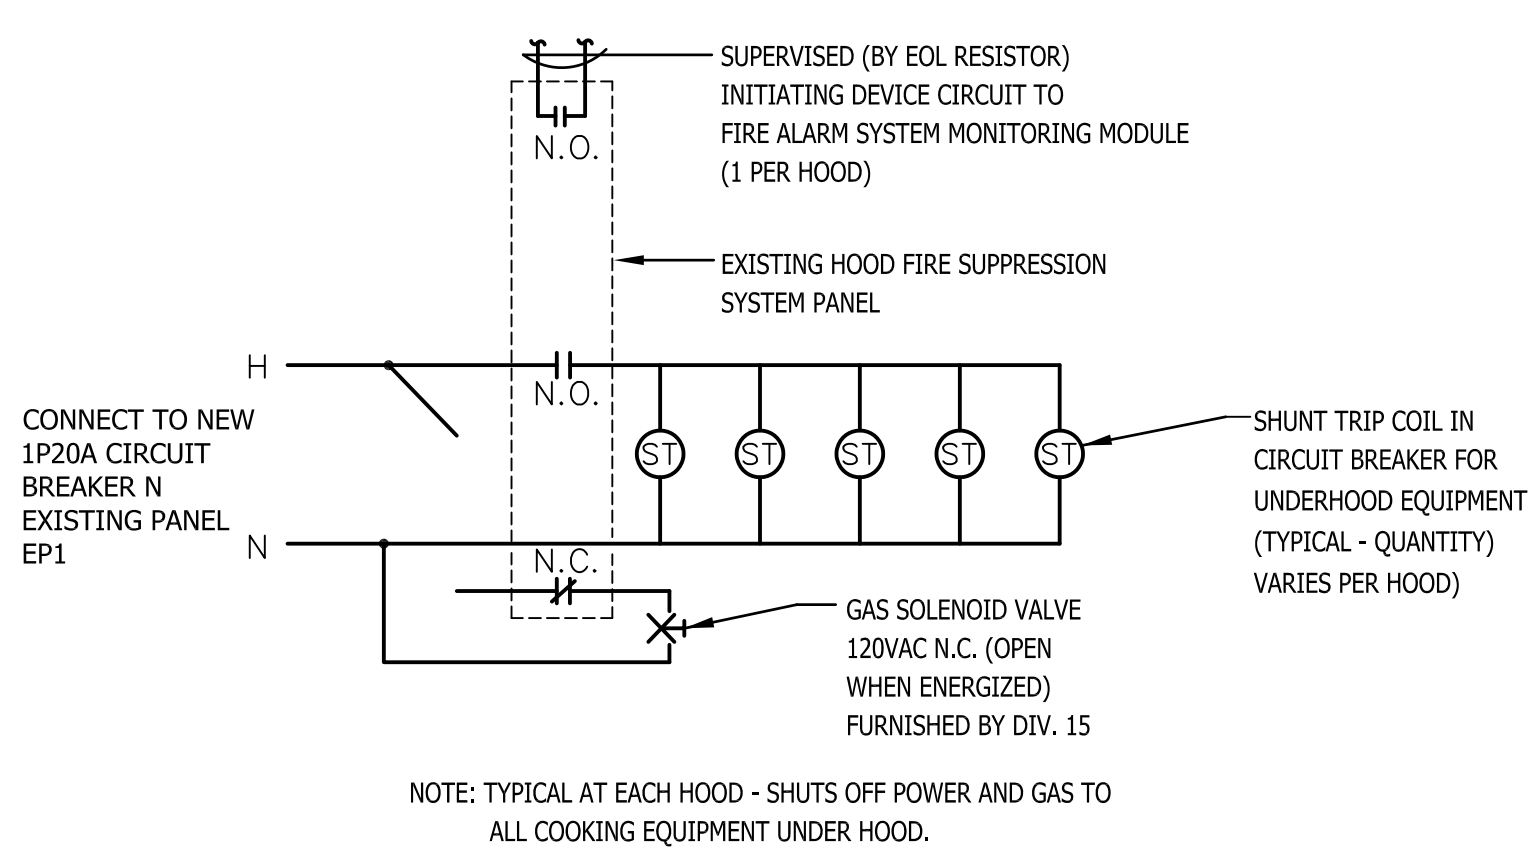 SUPERVISED (BY EOL RESISTOR)
INITIATING DEVICE CIRCUIT TO
FIRE ALARM SYSTEM MONITORING MODULE
(1 PER HOOD)
N.O.
EXISTING HOOD FIRE SUPPRESSION
SYSTEM PANEL
H
N.O.
CONNECT TO NEW
1P20A CIRCUIT
BREAKER N
EXISTING PANEL
EP1
N
ST
ST
ST
ST
ST
SHUNT TRIP COIL IN
CIRCUIT BREAKER FOR
UNDERHOOD EQUIPMENT
(TYPICAL - QUANTITY)
VARIES PER HOOD)
N.C.
GAS SOLENOID VALVE
120VAC N.C. (OPEN
WHEN ENERGIZED)
FURNISHED BY DIV. 15
NOTE: TYPICAL AT EACH HOOD - SHUTS OFF POWER AND GAS TO
ALL COOKING EQUIPMENT UNDER HOOD.